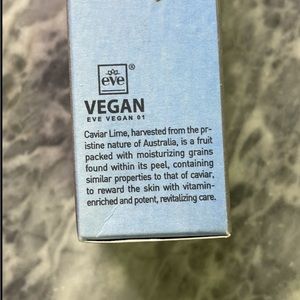 eve®
VEGAN
EVE VEGAN 01
Caviar Lime, harvested from the pr-
istine nature of Australia, is a fruit
packed with moisturizing grains
found within its peel, containing
similar properties to that of caviar,
to reward the skin with vitamin-
enriched and potent, revitalizing care.